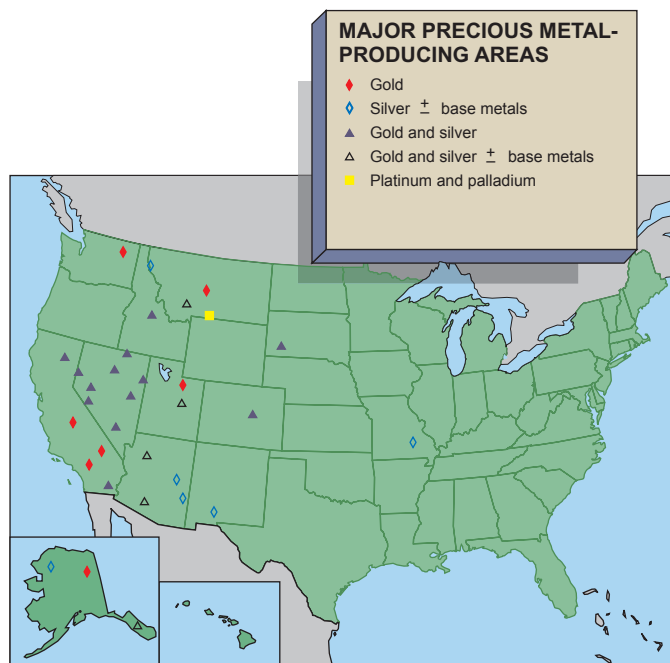 MAJOR PRECIOUS METAL-
PRODUCING AREAS
Gold
Silver ± base metals
Gold and silver
Gold and silver ± base metals
Platinum and palladium